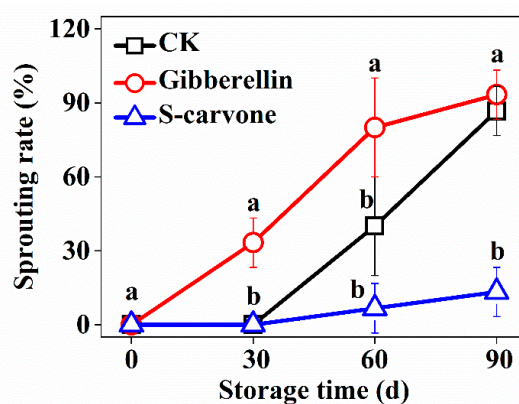 120
90
60
30
0
Sprouting rate (%)
CK
Gibberellin
S-carvone
a
a
b
a
b
b
a
b
0 30 60 90
Storage time (d)